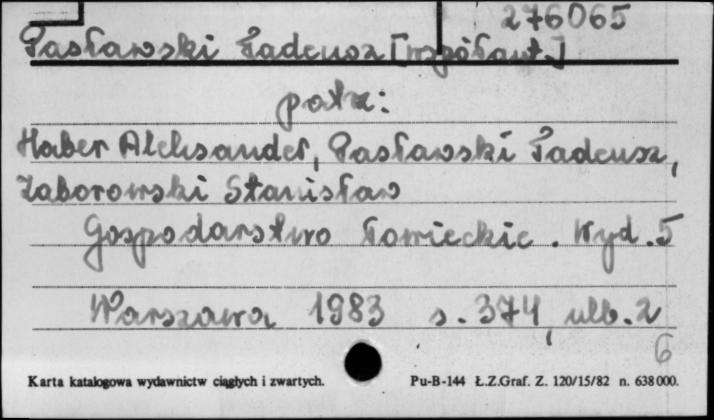 276065
Pasławski Tadeusz [współaut.]
patrz:
Haber Aleksander, Pasławski Tadeusz,
Zaborowski Stanisław
Gospodarstwo łowieckie. Wyd. 5
Warszawa 1983 s. 374, nlb. 2
6
Karta katalogowa wydawnictw ciągłych i zwartych. Pu-B-144 Ł.Z.Graf. Z. 120/15/82 n. 638000.